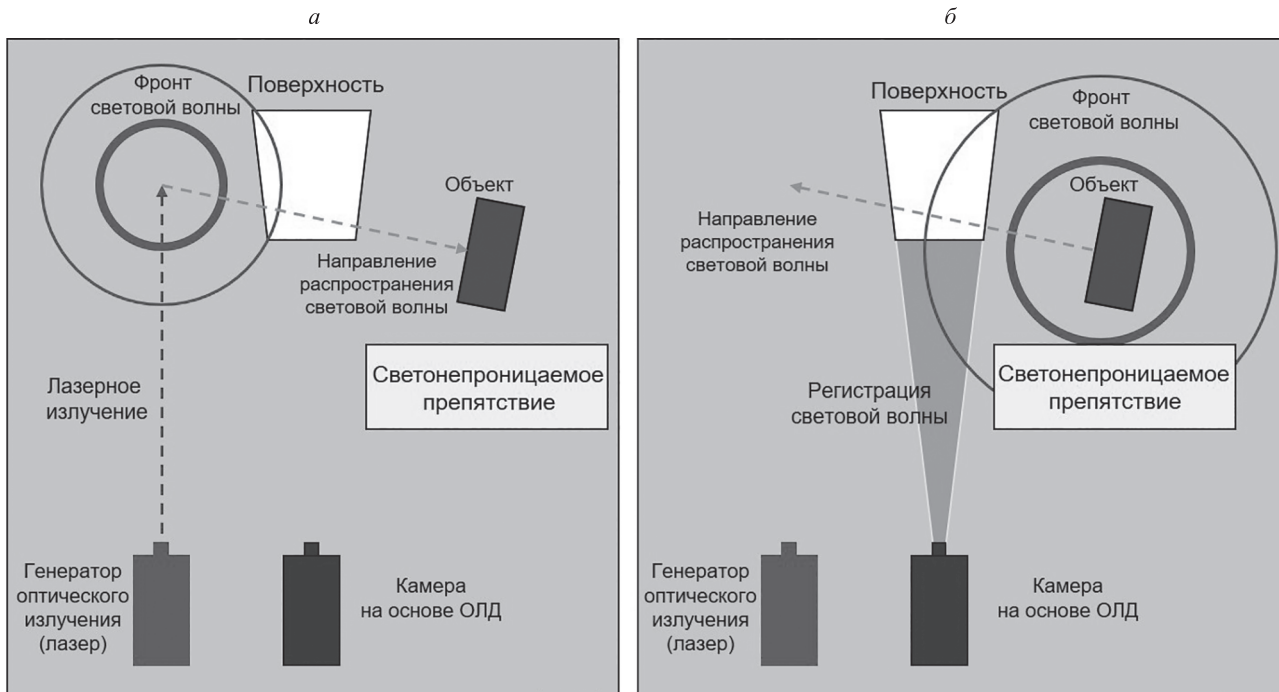 а
Фронт
световой волны
Поверхность
Объект
Направление
распространения
световой волны
Лазерное
излучение
Светонепроницаемое
препятствие
Генератор
оптического
излучения
(лазер)
Камера
на основе ОЛД
б
Поверхность
Фронт
световой волны
Объект
Направление
распространения
световой волны
Регистрация
световой волны
Светонепроницаемое
препятствие
Генератор
оптического
излучения
(лазер)
Камера
на основе ОЛД